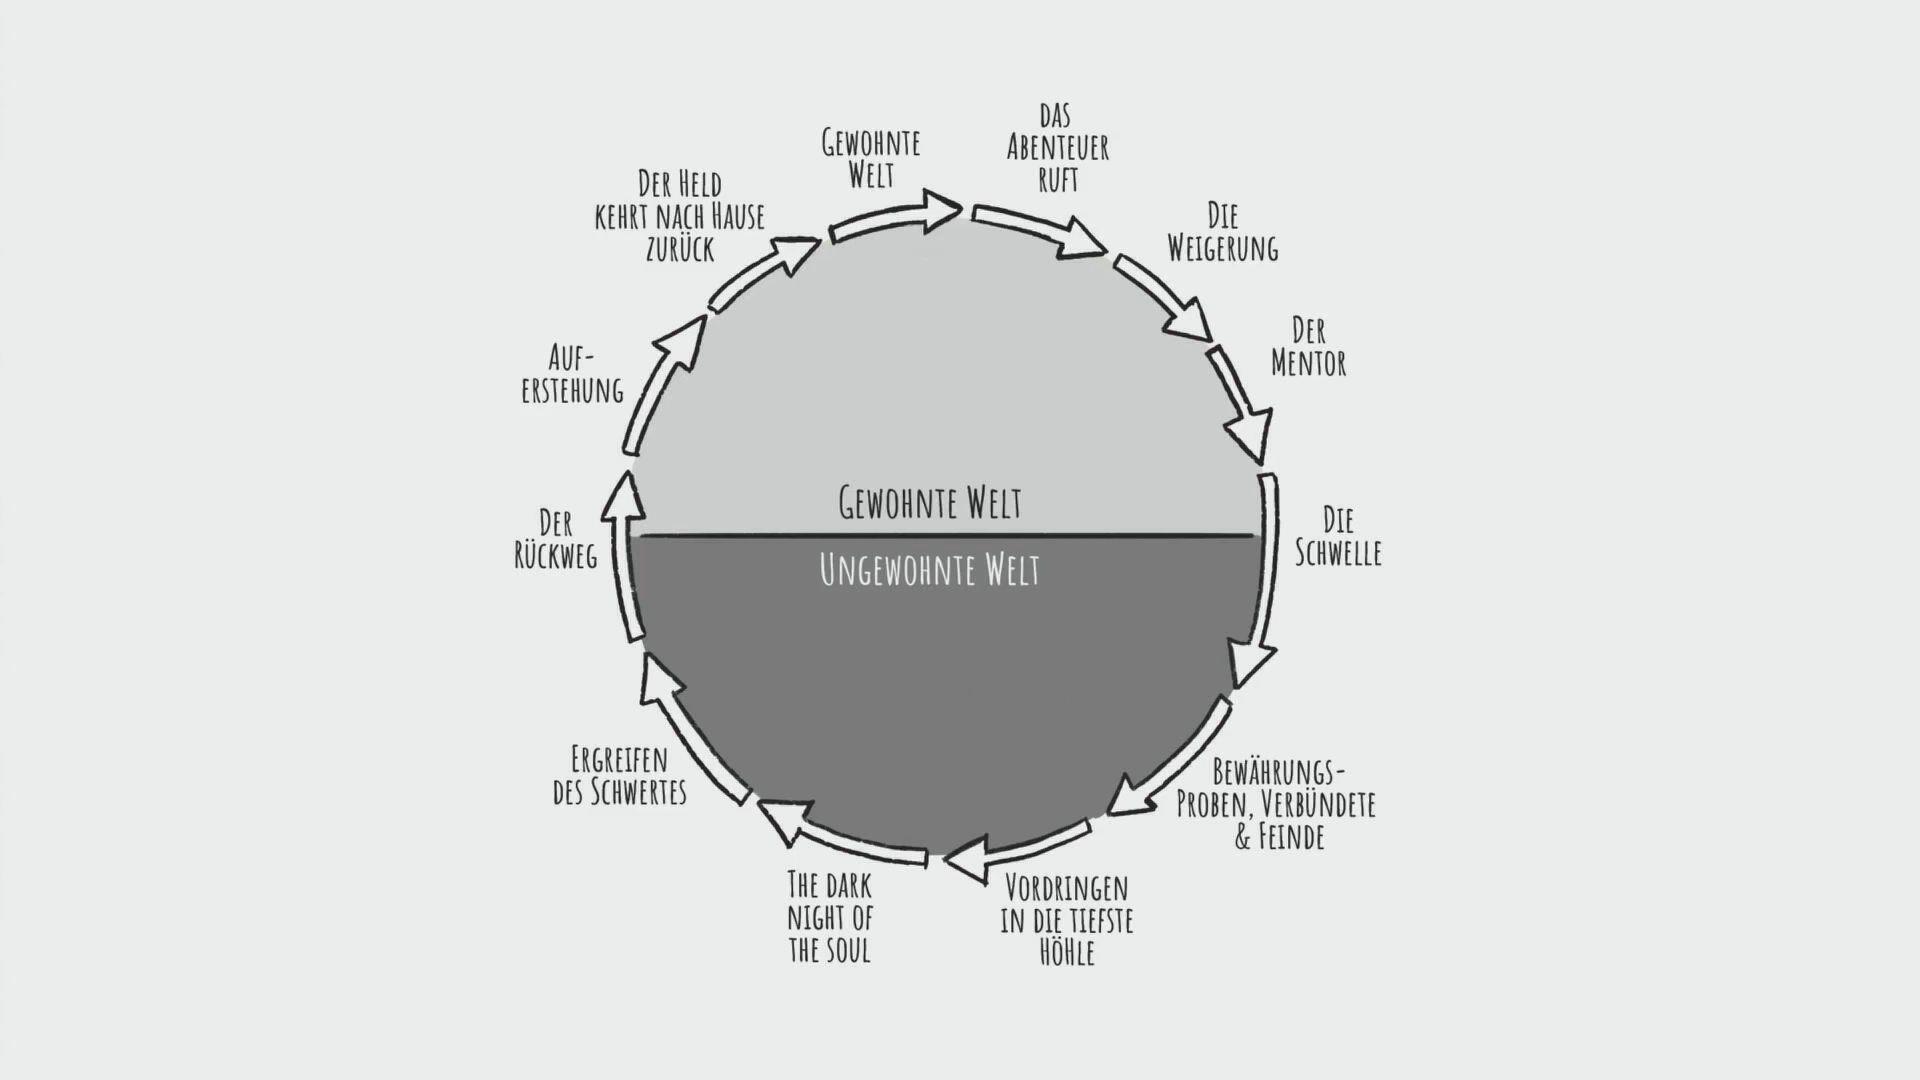 Gewohnte
Welt
das
Abenteuer
ruft
Die
Weigerung
Der
Mentor
Die
Schwelle
Bewährungs-
Proben, Verbündete
& Feinde
Vordringen
in die tiefste
Höhle
The dark
night of
the soul
Ergreifen
des Schwertes
Der
Rückweg
Auf-
erstehung
Der Held
kehrt nach Hause
zurück
Gewohnte Welt
Ungewohnte Welt